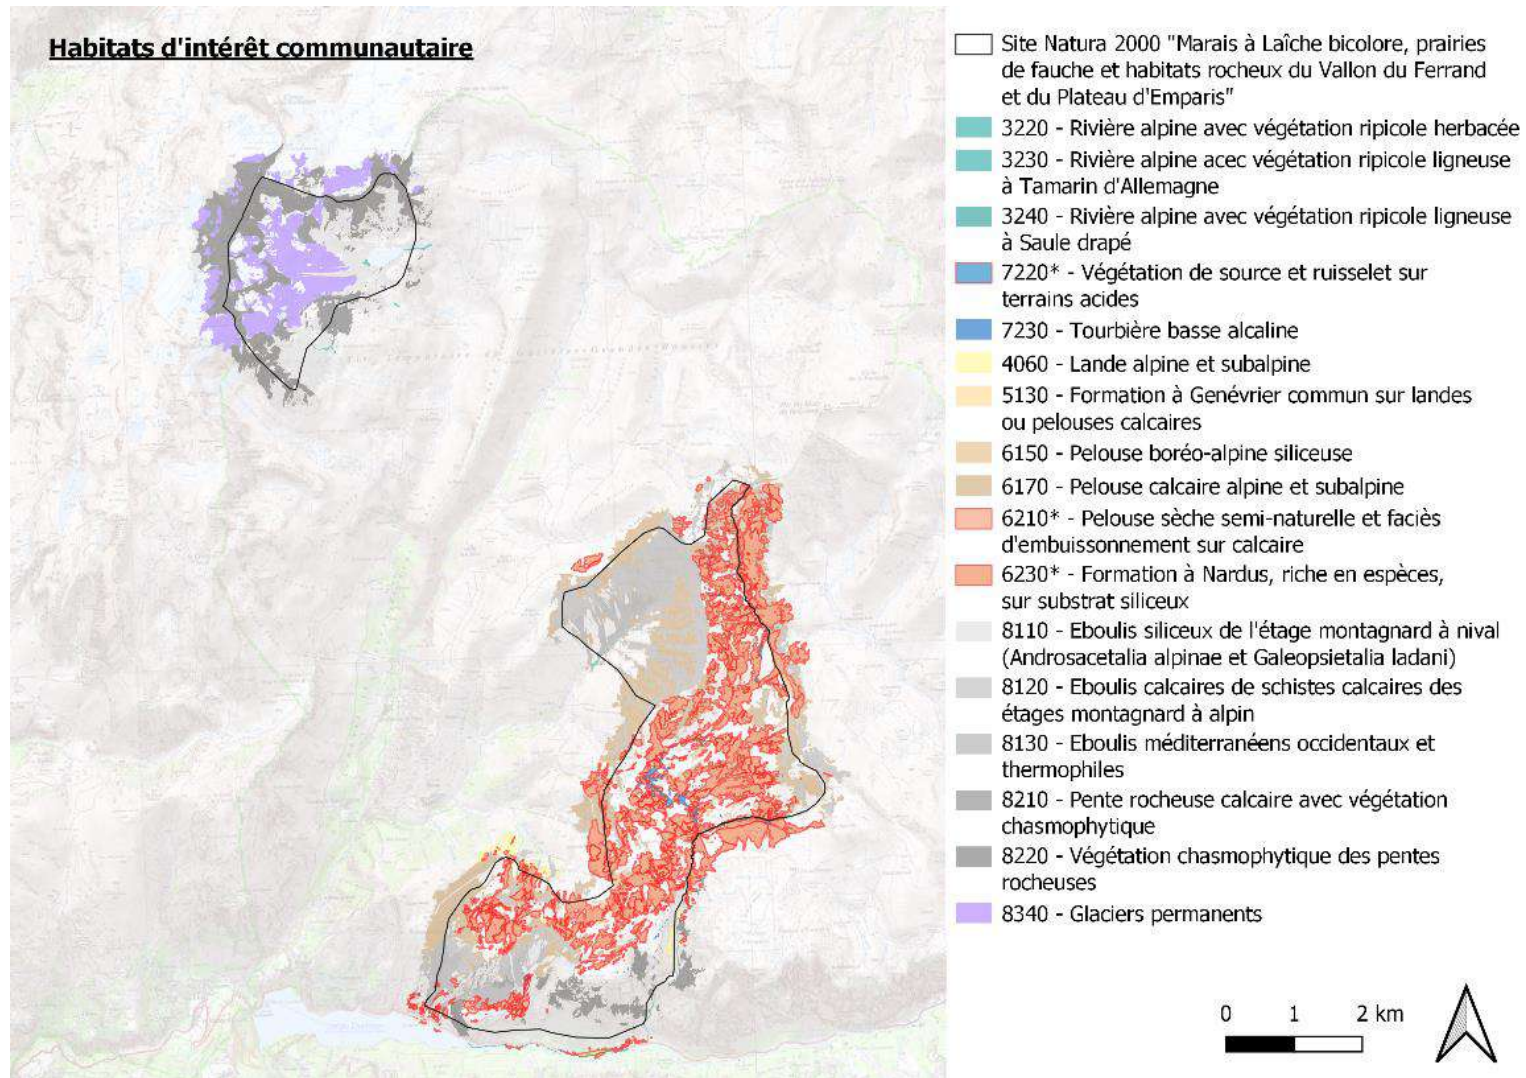 Habitats d'intérêt communautaire
Site Natura 2000 "Marais à Laîche bicolore, prairies
de fauche et habitats rocheux du Vallon du Ferrand
et du Plateau d'Emparis"
3220 - Rivière alpine avec végétation ripicole herbacée
3230 - Rivière alpine acec végétation ripicole ligneuse
à Tamarin d'Allemagne
3240 - Rivière alpine avec végétation ripicole ligneuse
à Saule drapé
7220* - Végétation de source et ruisselet sur
terrains acides
7230 - Tourbière basse alcaline
4060 - Lande alpine et subalpine
5130 - Formation à Genévrier commun sur landes
ou pelouses calcaires
6150 - Pelouse boréo-alpine siliceuse
6170 - Pelouse calcaire alpine et subalpine
6210* - Pelouse sèche semi-naturelle et faciès
d'embuissonnement sur calcaire
6230* - Formation à Nardus, riche en espèces,
sur substrat siliceux
8110 - Eboulis siliceux de l'étage montagnard à nival
(Androsacetalia alpinae et Galeopsietalia ladani)
8120 - Eboulis calcaires de schistes calcaires des
étages montagnard à alpin
8130 - Eboulis méditerranéens occidentaux et
thermophiles
8210 - Pente rocheuse calcaire avec végétation
chasmophytique
8220 - Végétation chasmophytique des pentes
rocheuses
8340 - Glaciers permanents
0 1 2 km